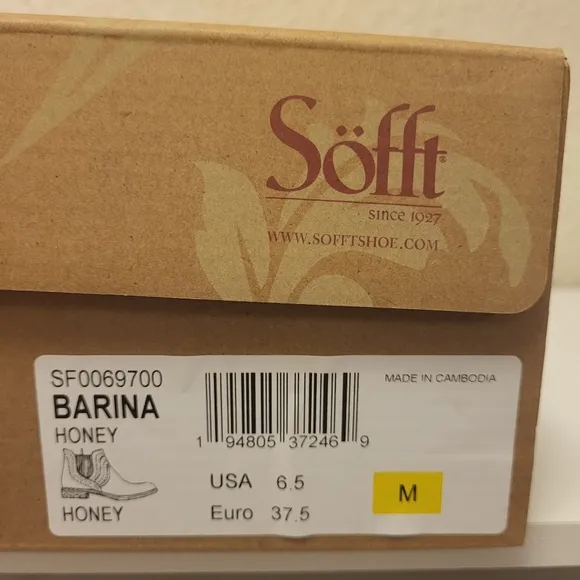 Söfft®
since 1927
WWW.SOFFTSHOE.COM
SF0069700
BARINA
HONEY
HONEY
1 94805 37246 9
USA 6.5
Euro 37.5
MADE IN CAMBODIA
M